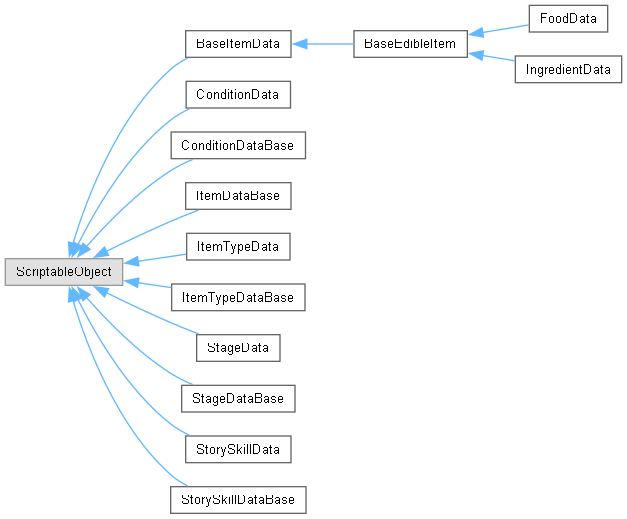 FoodData
BaseItemData
BaseEdibleItem
IngredientData
ConditionData
ConditionDataBase
ItemDataBase
ItemTypeData
ScriptableObject
ItemTypeDataBase
StageData
StageDataBase
StorySkillData
StorySkillDataBase